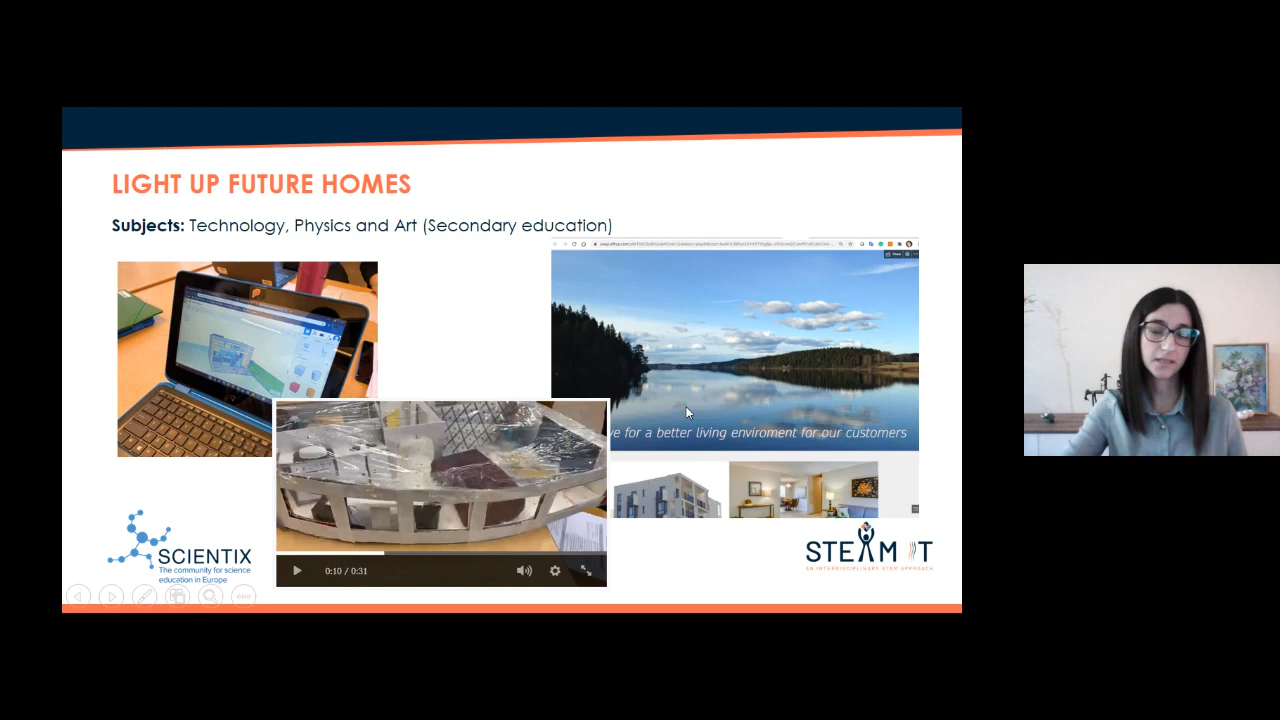 LIGHT UP FUTURE HOMES
Subjects: Technology, Physics and Art (Secondary education)
ve for a better living enviroment for our customers
0:10 / 0:31
SCIENTIX
The community for science
education in Europe
STEAM IT
AN INTERDISCIPLINARY STEM APPROACH